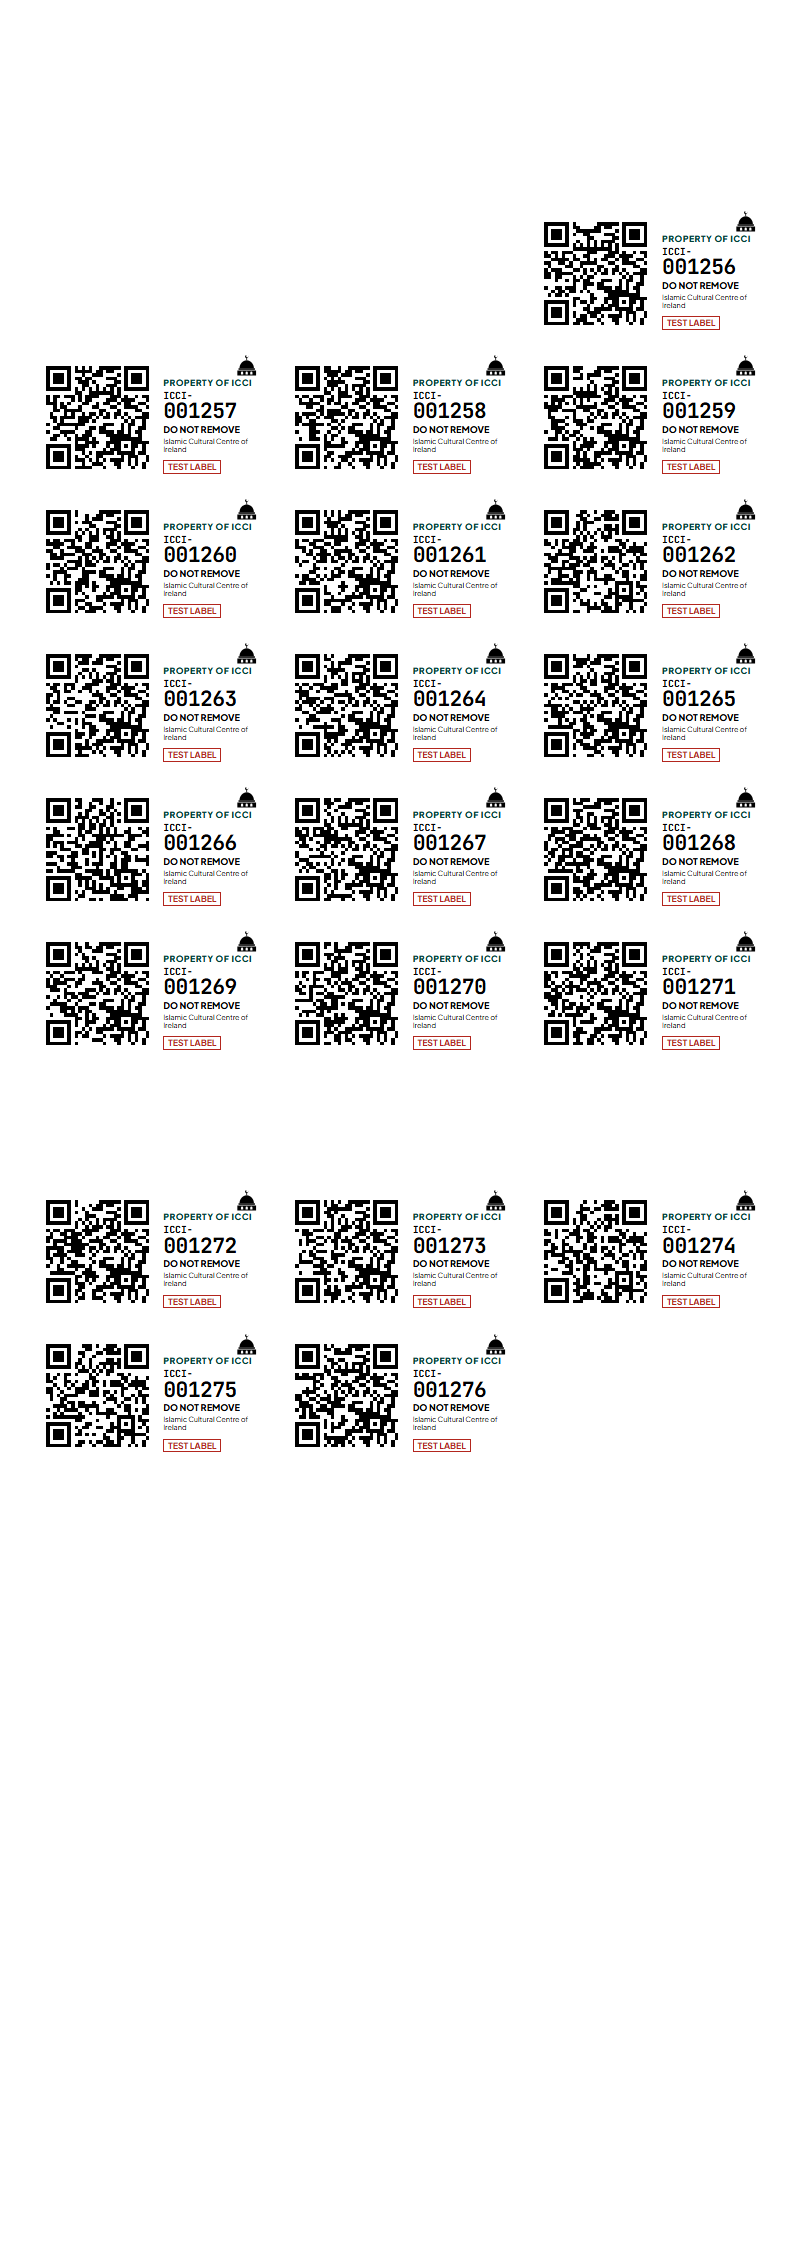 PROPERTY OF ICCI
ICCI-
001256
DO NOT REMOVE
Islamic Cultural Centre of
Ireland
TEST LABEL
PROPERTY OF ICCI
ICCI-
001257
DO NOT REMOVE
Islamic Cultural Centre of
Ireland
TEST LABEL
PROPERTY OF ICCI
ICCI-
001258
DO NOT REMOVE
Islamic Cultural Centre of
Ireland
TEST LABEL
PROPERTY OF ICCI
ICCI-
001259
DO NOT REMOVE
Islamic Cultural Centre of
Ireland
TEST LABEL
PROPERTY OF ICCI
ICCI-
001260
DO NOT REMOVE
Islamic Cultural Centre of
Ireland
TEST LABEL
PROPERTY OF ICCI
ICCI-
001261
DO NOT REMOVE
Islamic Cultural Centre of
Ireland
TEST LABEL
PROPERTY OF ICCI
ICCI-
001262
DO NOT REMOVE
Islamic Cultural Centre of
Ireland
TEST LABEL
PROPERTY OF ICCI
ICCI-
001263
DO NOT REMOVE
Islamic Cultural Centre of
Ireland
TEST LABEL
PROPERTY OF ICCI
ICCI-
001264
DO NOT REMOVE
Islamic Cultural Centre of
Ireland
TEST LABEL
PROPERTY OF ICCI
ICCI-
001265
DO NOT REMOVE
Islamic Cultural Centre of
Ireland
TEST LABEL
PROPERTY OF ICCI
ICCI-
001266
DO NOT REMOVE
Islamic Cultural Centre of
Ireland
TEST LABEL
PROPERTY OF ICCI
ICCI-
001267
DO NOT REMOVE
Islamic Cultural Centre of
Ireland
TEST LABEL
PROPERTY OF ICCI
ICCI-
001268
DO NOT REMOVE
Islamic Cultural Centre of
Ireland
TEST LABEL
PROPERTY OF ICCI
ICCI-
001269
DO NOT REMOVE
Islamic Cultural Centre of
Ireland
TEST LABEL
PROPERTY OF ICCI
ICCI-
001270
DO NOT REMOVE
Islamic Cultural Centre of
Ireland
TEST LABEL
PROPERTY OF ICCI
ICCI-
001271
DO NOT REMOVE
Islamic Cultural Centre of
Ireland
TEST LABEL
PROPERTY OF ICCI
ICCI-
001272
DO NOT REMOVE
Islamic Cultural Centre of
Ireland
TEST LABEL
PROPERTY OF ICCI
ICCI-
001273
DO NOT REMOVE
Islamic Cultural Centre of
Ireland
TEST LABEL
PROPERTY OF ICCI
ICCI-
001274
DO NOT REMOVE
Islamic Cultural Centre of
Ireland
TEST LABEL
PROPERTY OF ICCI
ICCI-
001275
DO NOT REMOVE
Islamic Cultural Centre of
Ireland
TEST LABEL
PROPERTY OF ICCI
ICCI-
001276
DO NOT REMOVE
Islamic Cultural Centre of
Ireland
TEST LABEL